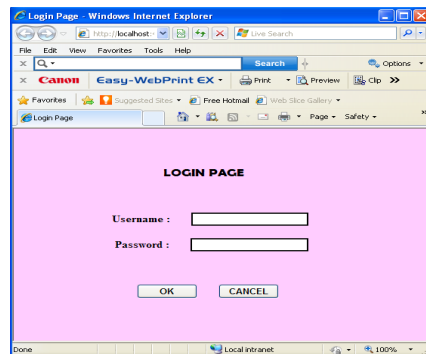 Login Page - Windows Internet Explorer
http://localhost: Live Search
File Edit View Favorites Tools Help
Search Options
Canon Easy-WebPrint EX Print Preview Clip
Favorites Suggested Sites Free Hotmail Web Slice Gallery
Login Page Page Safety
LOGIN PAGE
Username :
Password :
OK CANCEL
Done Local intranet 100%